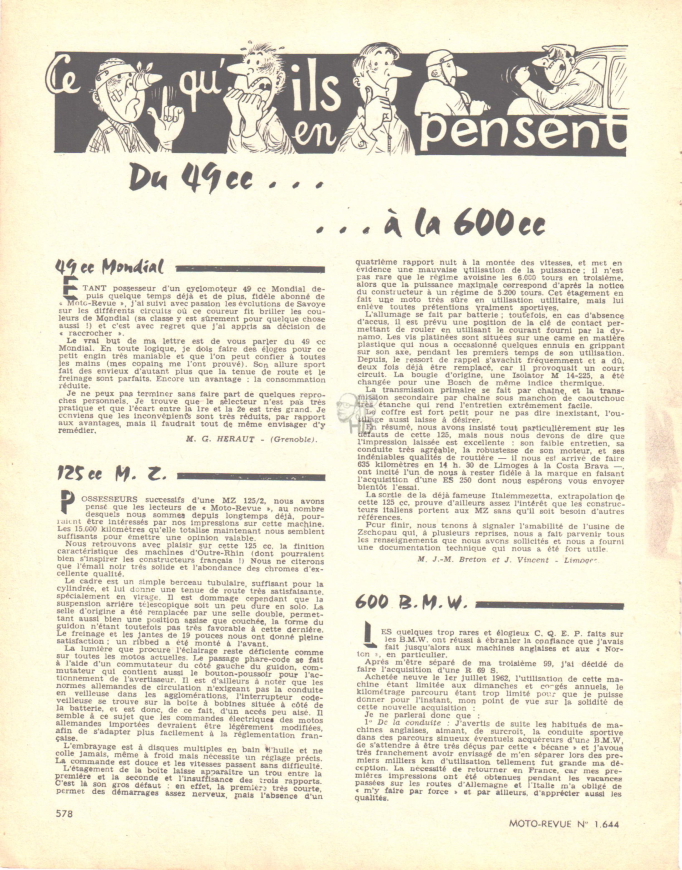 Ce qu' ils en pensent
Du 49 cc . . .
. . . à la 600 cc
49 cc Mondial
ETANT possesseur d'un cyclomoteur 49 cc Mondial de-
puis quelque temps déjà et de plus, fidèle abonné de
« Moto-Revue », j'ai suivi avec passion les évolutions de Savoye
sur les différents circuits où ce coureur fit briller les cou-
leurs de Mondial (sa classe y est sûrement pour quelque chose
aussi !) et c'est avec regret que j'ai appris sa décision de
« raccrocher ».
Le vrai but de ma lettre est de vous parler du 49 cc
Mondial. En toute logique, je dois faire des éloges pour ce
petit engin très maniable et que l'on peut confier à toutes
les mains (mes copains me l'ont prouvé). Son allure sport
fait des envieux d'autant plus que la tenue de route et le
freinage sont parfaits. Encore un avantage : la consommation
réduite.
Je ne peux pas terminer sans faire part de quelques repro-
ches personnels. Je trouve que le sélecteur n'est pas très
pratique et que l'écart entre la 1re et la 2e est très grand. Je
conviens que les inconvénients sont très réduits, par rapport
aux avantages, mais il faudrait tout de même envisager d'y
remédier.
M. G. HERAUT - (Grenoble).
125 cc M. Z.
POSSESSEURS successifs d'une MZ 125/2, nous avons
pensé que les lecteurs de « Moto-Revue », au nombre
desquels nous sommes depuis longtemps déjà, pour-
raient être intéressés par nos impressions sur cette machine.
Les 15.000 kilomètres qu'elle totalise maintenant nous semblent
suffisants pour émettre une opinion valable.
Nous retrouvons avec plaisir sur cette 125 cc, la finition
caractéristique des machines d'Outre-Rhin (dont pourraient
bien s'inspirer les constructeurs français !) Nous ne citerons
que l'émail noir très solide et l'abondance des chromes d'ex-
cellente qualité.
Le cadre est un simple berceau tubulaire, suffisant pour la
cylindrée, et lui donne une tenue de route très satisfaisante,
spécialement en virage. Il est dommage cependant que la
suspension arrière télescopique soit un peu dure en solo. La
selle d'origine a été remplacée par une selle double, permet-
tant aussi bien une position assise que couchée, la forme du
guidon n'étant toutefois pas très favorable à cette dernière.
Le freinage et les jantes de 19 pouces nous ont donné pleine
satisfaction ; un ribbed a été monté à l'avant.
La lumière que procure l'éclairage reste déficiente comme
sur toutes les motos actuelles. Le passage phare-code se fait
à l'aide d'un commutateur du côté gauche du guidon, com-
mutateur qui contient aussi le bouton-poussoir pour l'ac-
tionnement de l'avertisseur. Il est d'ailleurs à noter que les
normes allemandes de circulation n'exigeant pas la conduite
en veilleuse dans les agglomérations, l'interrupteur code-
veilleuse se trouve sur la boîte à bobines située à côté de
la batterie, et est donc, de ce fait, d'un accès peu aisé. Il
semble à ce sujet que les commandes électriques des motos
allemandes importées devraient être légèrement modifiées,
afin de s'adapter plus facilement à la réglementation fran-
çaise.
L'embrayage est à disques multiples en bain d'huile et ne
colle jamais, même à froid mais nécessite un réglage précis.
La commande est douce et les vitesses passent sans difficulté.
L'étagement de la boîte laisse apparaître un trou entre la
première et la seconde et l'insuffisance des trois rapports.
C'est là son gros défaut ; en effet, la première très courte,
permet des démarrages assez nerveux, mais l'absence d'un
quatrième rapport nuit à la montée des vitesses, et met en
évidence une mauvaise utilisation de la puissance ; il n'est
pas rare que le régime avoisine les 6.000 tours en troisième,
alors que la puissance maximale correspond d'après la notice
du constructeur à un régime de 5.200 tours. Cet étagement en
fait une moto très sûre en utilisation utilitaire, mais lui
enlève toutes prétentions vraiment sportives.
L'allumage se fait par batterie ; toutefois, en cas d'absence
d'accus, il est prévu une position de la clé de contact per-
mettant de rouler en utilisant le courant fourni par la dy-
namo. Les vis platinées sont situées sur une came en matière
plastique qui nous a occasionné quelques ennuis en grippant
sur son axe, pendant les premiers temps de son utilisation.
Depuis, le ressort de rappel s'avachit fréquemment et a dû,
deux fois déjà être remplacé, car il provoquait un court
circuit. La bougie d'origine, une Isolator M 14-225, a été
changée pour une Bosch de même indice thermique.
La transmission primaire se fait par chaîne et la trans-
mission secondaire par chaîne sous manchon de caoutchouc
étanche qui rend l'entretien extrêmement facile.
Le coffre est fort petit pour ne pas dire inexistant, l'ou-
tillage aussi laisse à désirer.
En résumé, nous avons insisté tout particulièrement sur les
défauts de cette 125, mais nous nous devons de dire que
l'impression laissée est excellente : son faible entretien, sa
conduite très agréable, la robustesse de son moteur, et ses
indéniables qualités de routière — il nous est arrivé de faire
635 kilomètres en 14 h. 30 de Limoges à la Costa Brava —,
ont incité l'un de nous à rester fidèle à la marque en faisant
l'acquisition d'une ES 250 dont nous espérons vous envoyer
bientôt l'essai.
La sortie de la déjà fameuse Italemmezetta, extrapolation de
cette 125 cc, prouve d'ailleurs assez l'intérêt que les construc-
teurs italiens portent aux MZ sans qu'il soit besoin d'autres
références.
Pour finir, nous tenons à signaler l'amabilité de l'usine de
Zschopau qui, à plusieurs reprises, nous a fait parvenir tous
les renseignements que nous avons sollicités et nous a fourni
une documentation technique qui nous a été fort utile.
M. J.-M. Breton et J. Vincent - Limoges
600 B.M.W.
LES quelques trop rares et élogieux C. Q. E. P. faits sur
les B.M.W. ont réussi à ébranler la confiance que j'avais
fait jusqu'alors aux machines anglaises et aux « Nor-
ton », en particulier.
Après m'être séparé de ma troisième 99, j'ai décidé de
faire l'acquisition d'une R 69 S.
Achetée neuve le 1er juillet 1962, l'utilisation de cette ma-
chine étant limitée aux dimanches et congés annuels, le
kilométrage parcouru étant trop limité pour que je puisse
donner pour l'instant, mon point de vue sur la solidité de
cette nouvelle acquisition :
Je ne parlerai donc que :
1° De la conduite : J'avertis de suite les habitués de ma-
chines anglaises, aimant, de surcroît, la conduite sportive
dans des parcours sinueux éventuels acquéreurs d'une B.M.W.
de s'attendre à être très déçus par cette « bécane » et j'avoue
très franchement avoir envisagé de m'en séparer lors des pre-
miers milliers km d'utilisation tellement fut grande ma dé-
ception. La nécessité de retourner en France, car mes pre-
mières impressions ont été obtenues pendant les vacances
passées sur les routes d'Allemagne et l'Italie m'a obligé de
« m'y faire par force » et par ailleurs, d'apprécier aussi les
qualités.
578
MOTO-REVUE N° 1.644